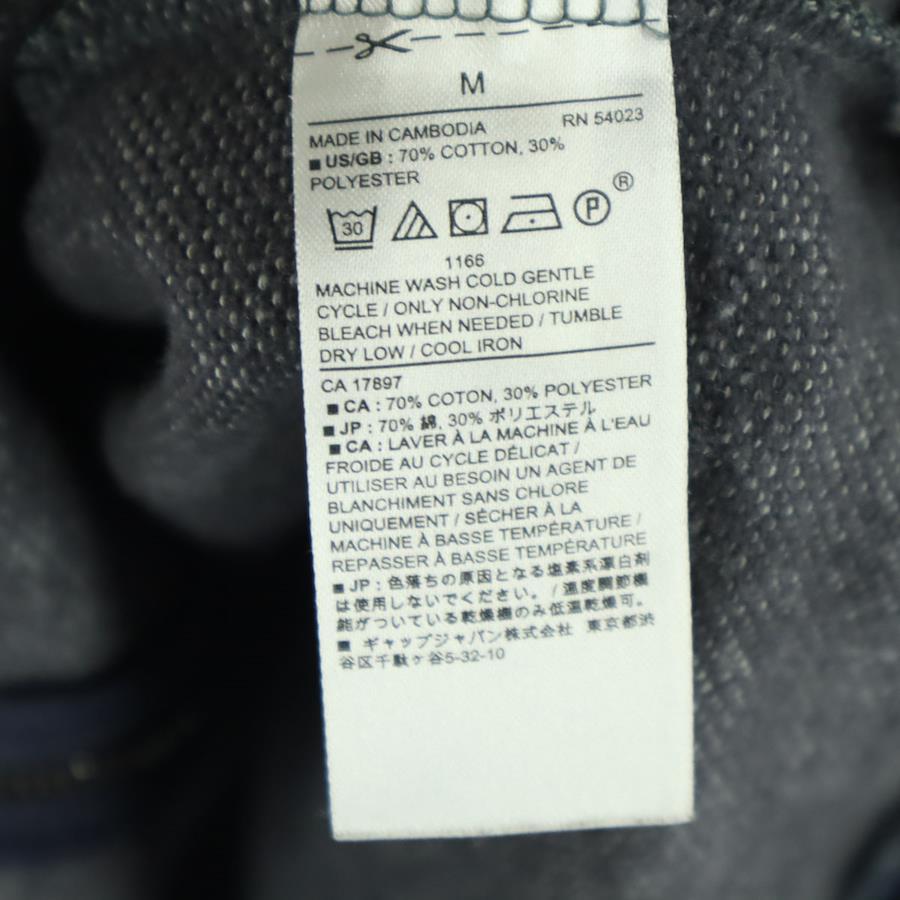 M
MADE IN CAMBODIA RN 54023
■ US/GB : 70% COTTON, 30%
POLYESTER
30 P ®
1166
MACHINE WASH COLD GENTLE
CYCLE / ONLY NON-CHLORINE
BLEACH WHEN NEEDED / TUMBLE
DRY LOW / COOL IRON
CA 17897
■ CA : 70% COTON, 30% POLYESTER
■ JP : 70% 綿, 30% ポリエステル
■ CA : LAVER À LA MACHINE À L'EAU
FROIDE AU CYCLE DÉLICAT /
UTILISER AU BESOIN UN AGENT DE
BLANCHIMENT SANS CHLORE
UNIQUEMENT / SÉCHER À LA
MACHINE À BASSE TEMPÉRATURE /
REPASSER À BASSE TEMPÉRATURE
■ JP : 色落ちの原因となる塩素系漂白剤
は使用しないでください。 / 温度調節機
能がついている乾燥機のみ低温乾燥可。
■ ギャップジャパン株式会社 東京都渋
谷区千駄ヶ谷5-32-10